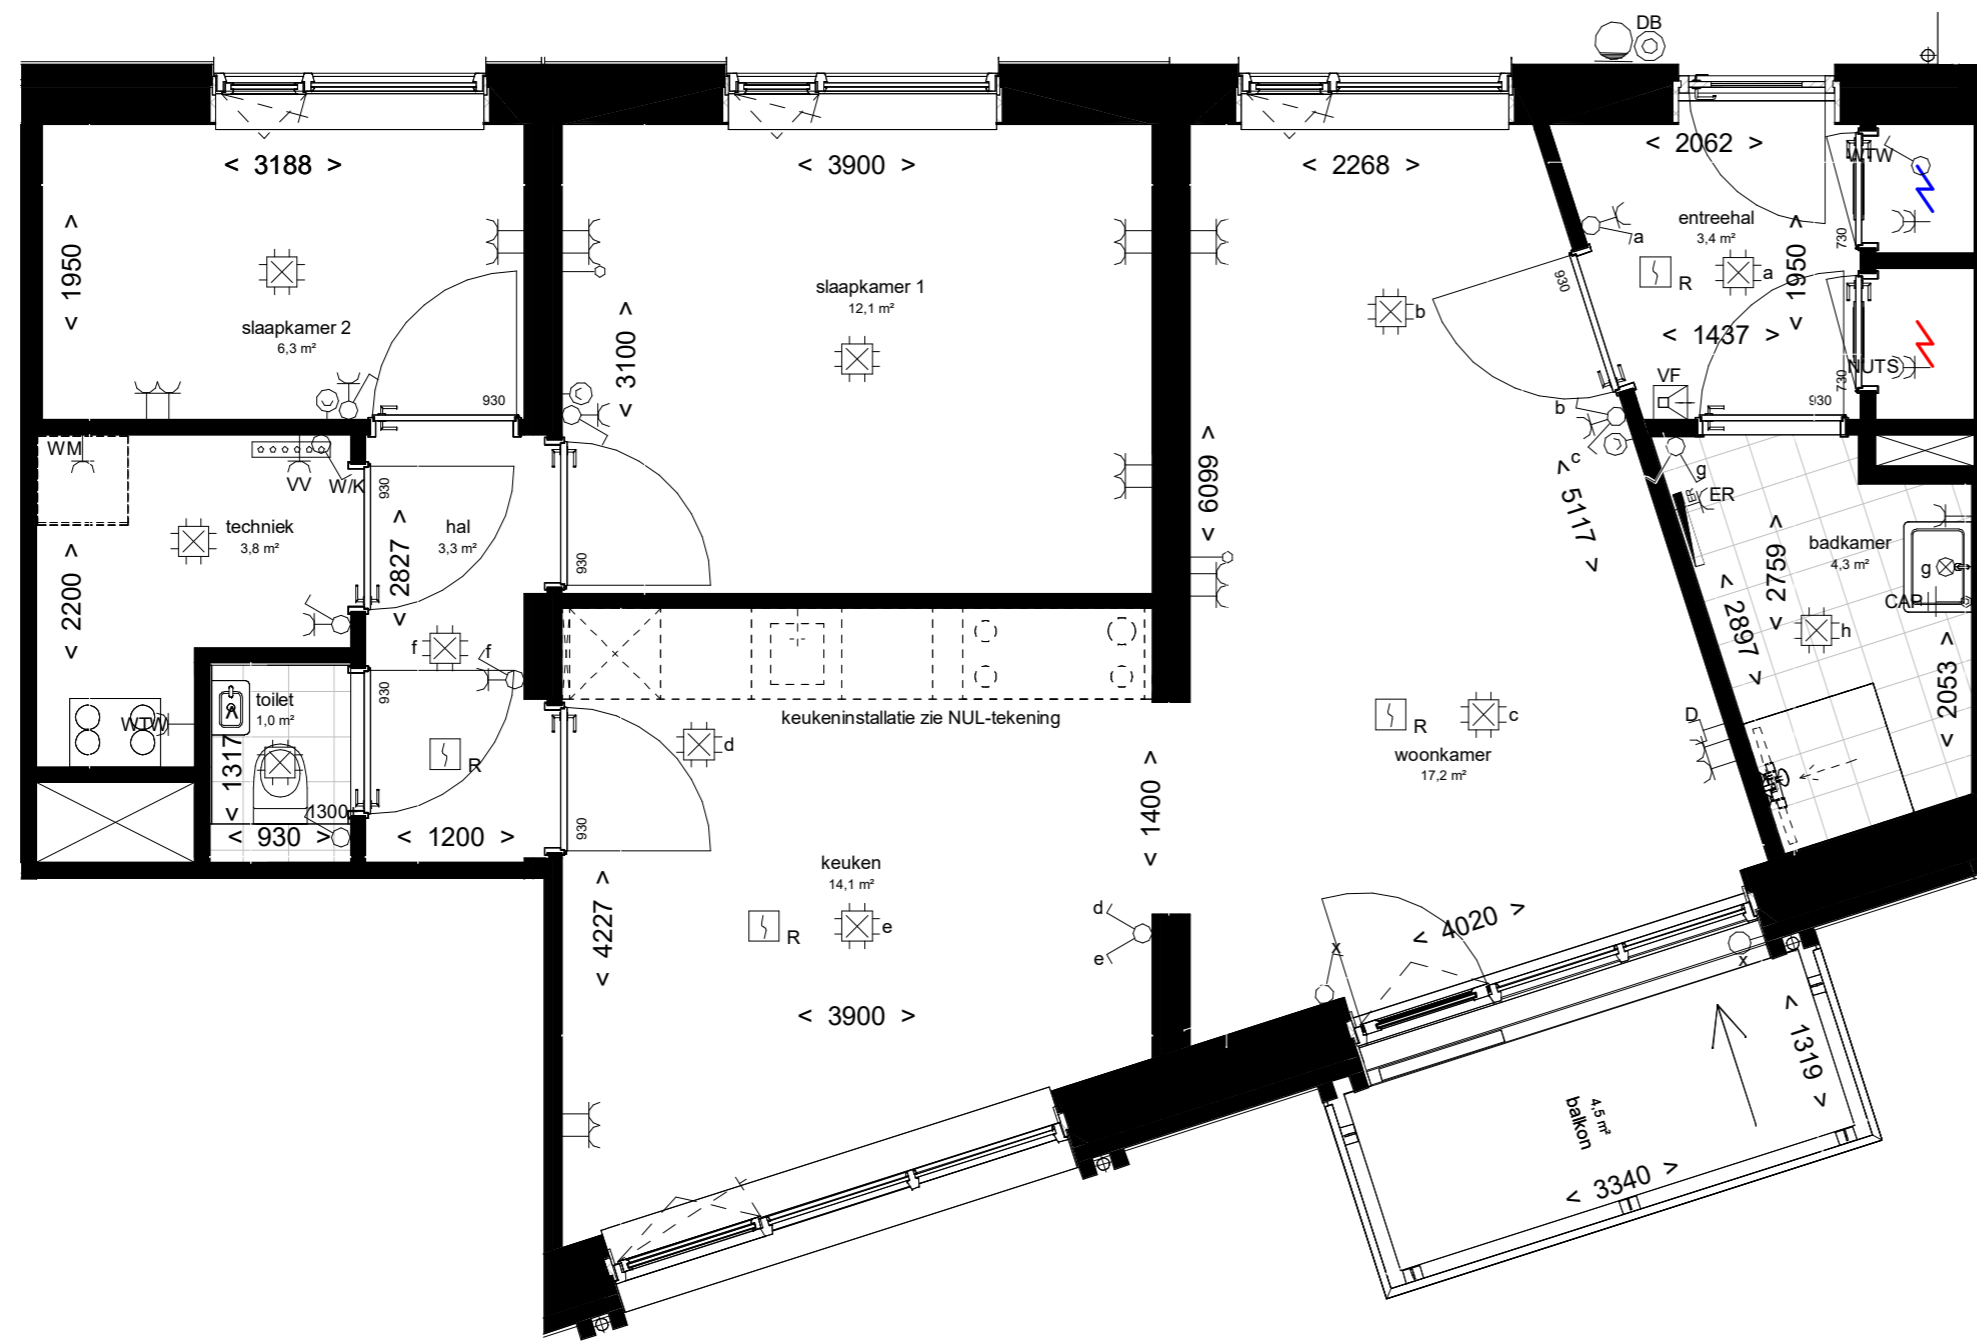 DB
< 3188 >
< 3900 >
< 2268 >
< 2062 >
WTW
< 1950 >
slaapkamer 2
6,3 m²
930
slaapkamer 1
12,1 m²
< 3100 >
b
930
entreehal
3,4 m²
a
R
a
< 1950 >
730
< 1437 >
NUTS
730
VF
930
b
c
WM
VV
W/K
930
techniek
3,8 m²
hal
3,3 m²
< 2827 >
< 2200 >
930
< 6099 >
< 5117 >
g
ER
ER
< 2759 >
badkamer
4,3 m²
g
CAP
< 2897 >
h
< 2053 >
f
f
toilet
1,0 m²
930
WTW
< 1317 >
1300+
< 930 >
R
< 1200 >
930
keukeninstallatie zie NUL-tekening
d
R
c
woonkamer
17,2 m²
D
< 1400 >
keuken
14,1 m²
< 4227 >
R
e
d
e
< 3900 >
< 4020 >
x
x
< 1319 >
4,5 m²
balkon
< 3340 >